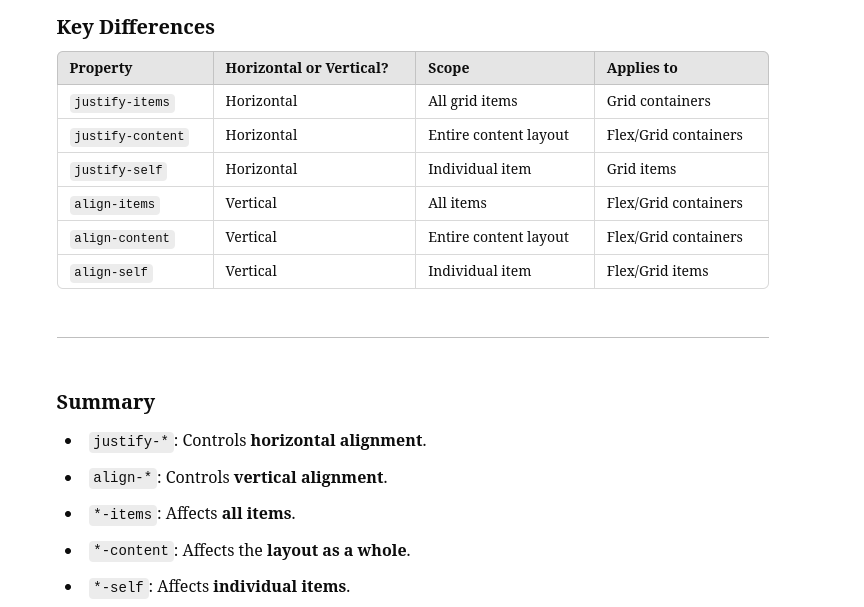 Key Differences
Property Horizontal or Vertical? Scope Applies to
justify-items Horizontal All grid items Grid containers
justify-content Horizontal Entire content layout Flex/Grid containers
justify-self Horizontal Individual item Grid items
align-items Vertical All items Flex/Grid containers
align-content Vertical Entire content layout Flex/Grid containers
align-self Vertical Individual item Flex/Grid items
Summary
• justify-*: Controls horizontal alignment.
• align-*: Controls vertical alignment.
• *-items: Affects all items.
• *-content: Affects the layout as a whole.
• *-self: Affects individual items.